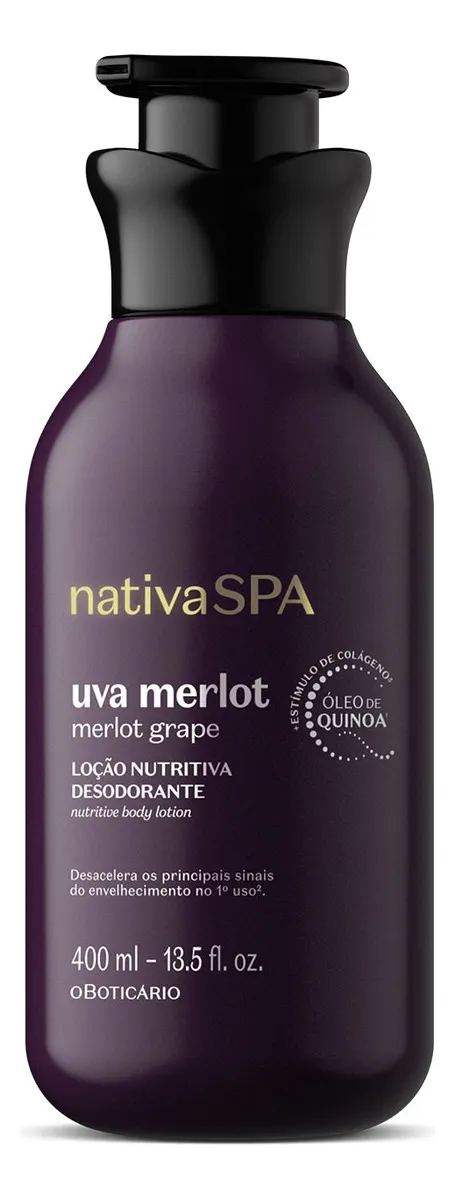 nativaSPA
uva merlot
merlot grape
LOÇÃO NUTRITIVA
DESODORANTE
nutritive body lotion
+ESTÍMULO DE COLÁGENO³
ÓLEO DE
QUINOA¹
Desacelera os principais sinais
do envelhecimento no 1º uso².
400 ml – 13.5 fl. oz.
oBOTICÁRIO